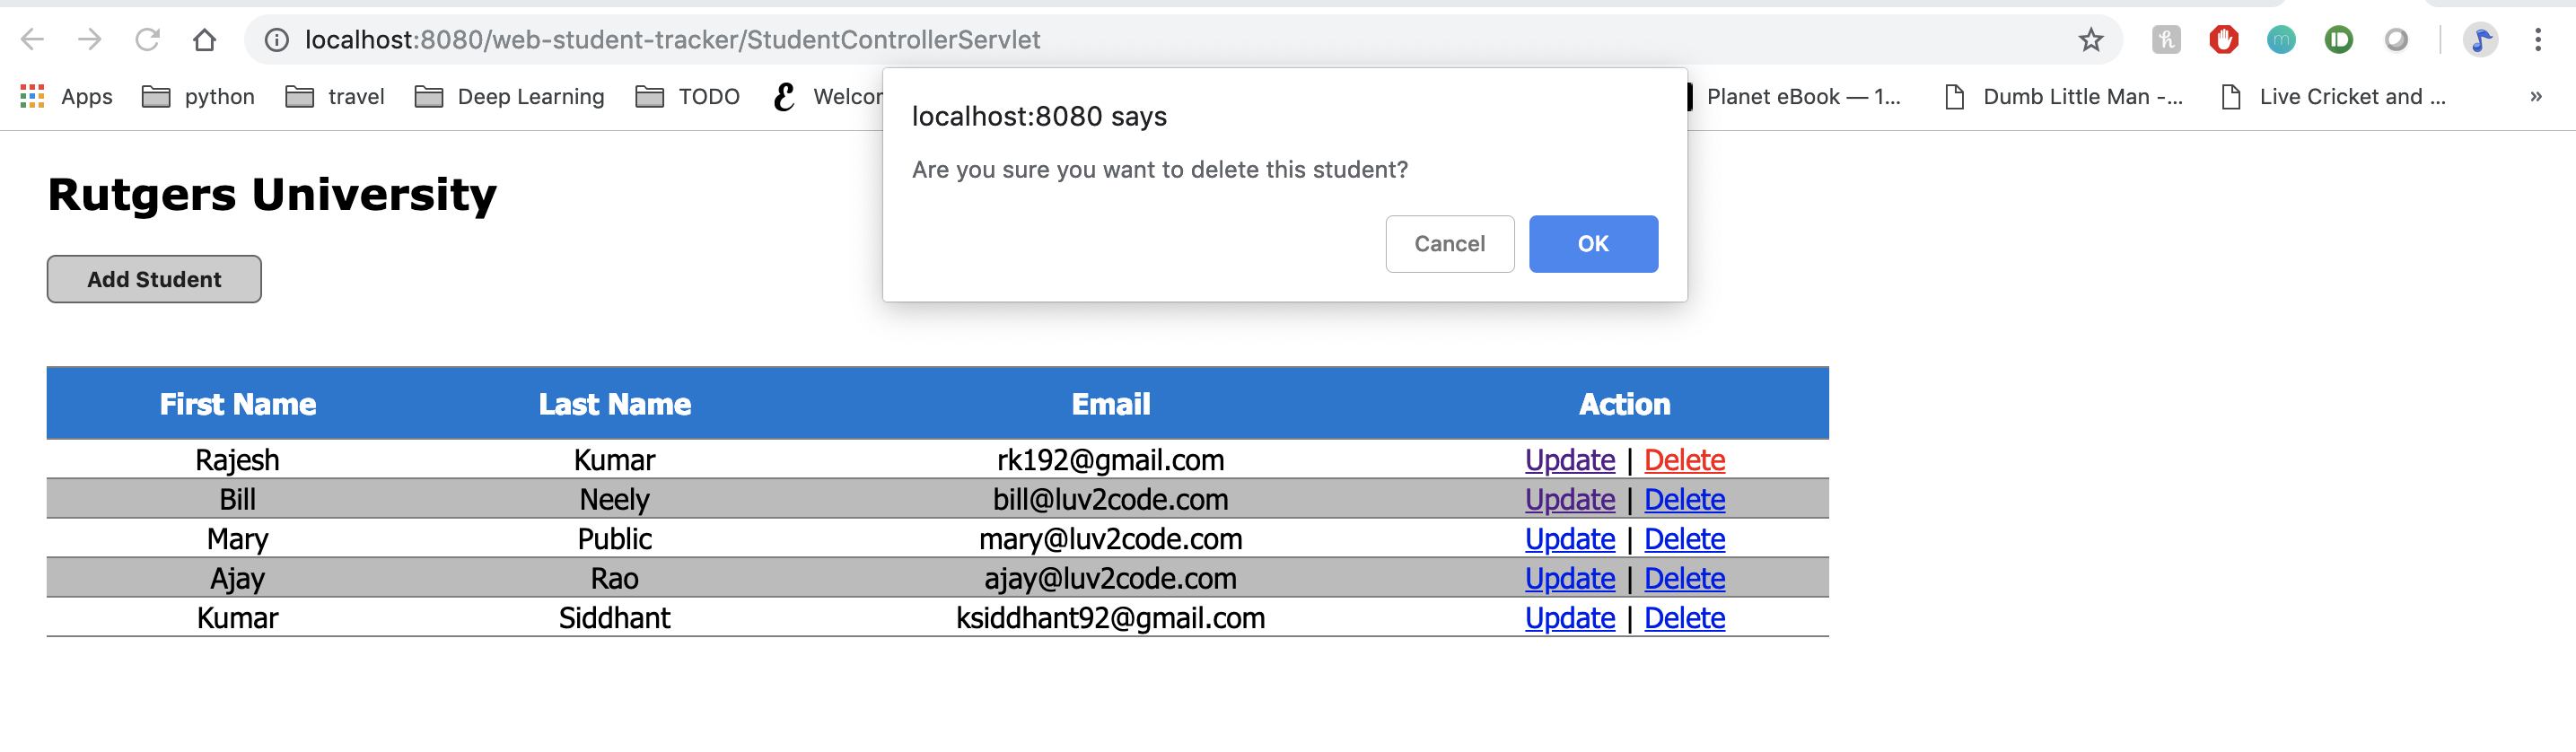 localhost:8080/web-student-tracker/StudentControllerServlet
Apps python travel Deep Learning TODO Planet eBook — 1... Dumb Little Man -... Live Cricket and ... »
localhost:8080 says
Are you sure you want to delete this student?
Cancel OK
Rutgers University
Add Student
First Name Last Name Email Action
Rajesh Kumar rk192@gmail.com Update | Delete
Bill Neely bill@luv2code.com Update | Delete
Mary Public mary@luv2code.com Update | Delete
Ajay Rao ajay@luv2code.com Update | Delete
Kumar Siddhant ksiddhant92@gmail.com Update | Delete